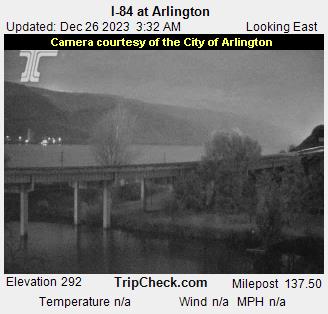 I-84 at Arlington
Updated: Dec 26 2023 3:32 AM Looking East
Camera courtesy of the City of Arlington
Elevation 292 TripCheck.com Milepost 137.50
Temperature n/a Wind n/a MPH n/a